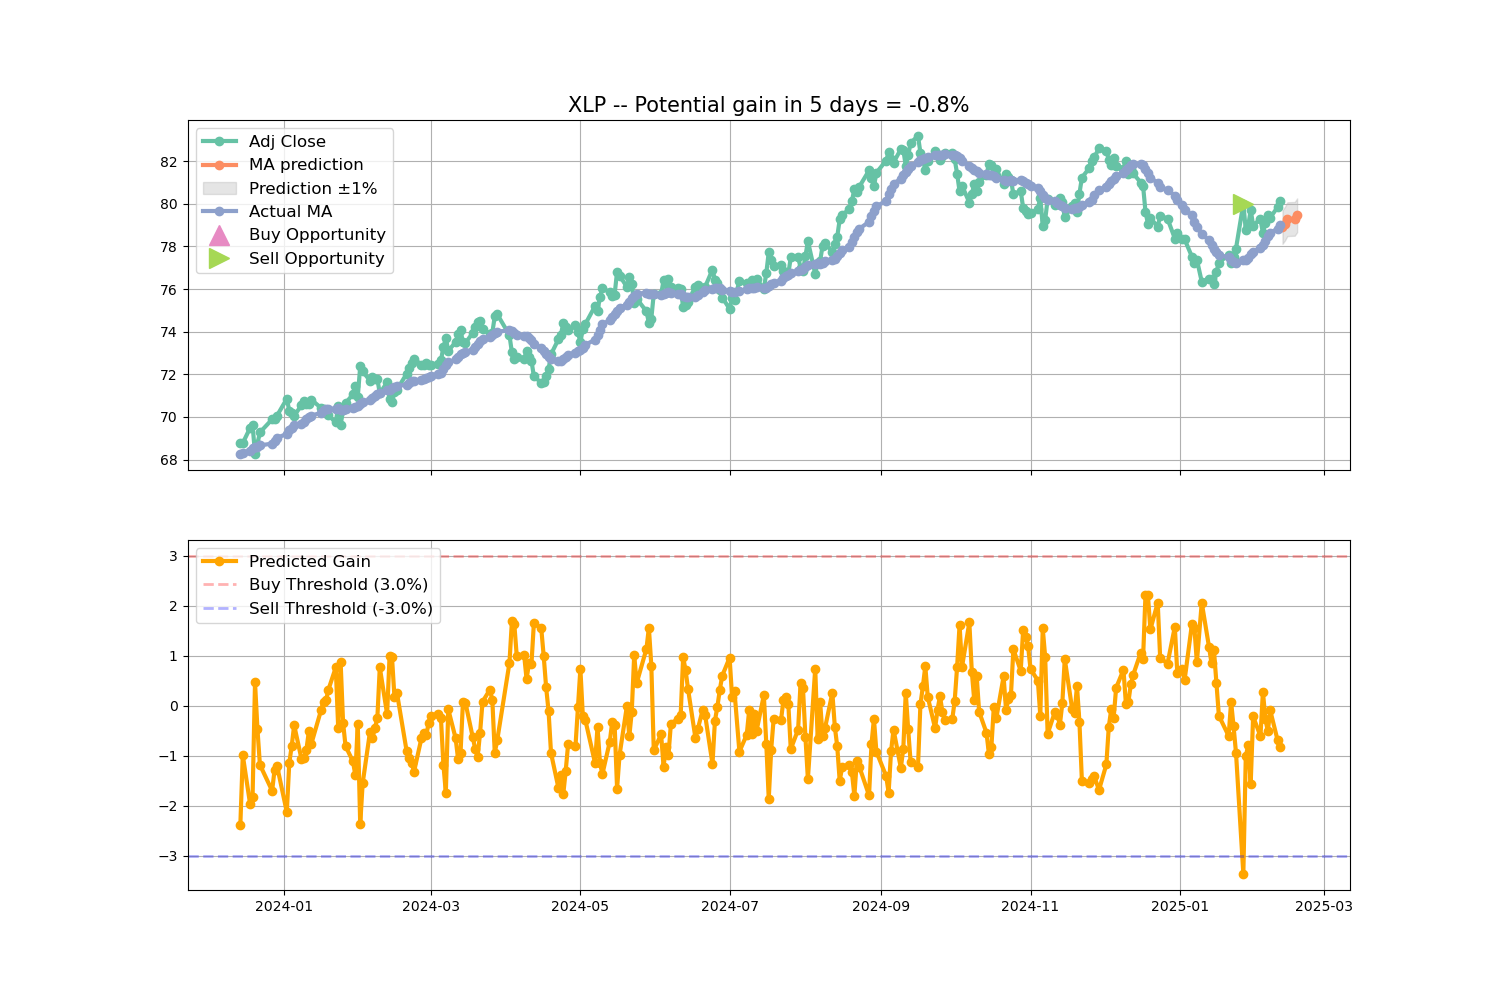 XLP -- Potential gain in 5 days = -0.8%
Adj Close
MA prediction
Prediction ±1%
Actual MA
Buy Opportunity
Sell Opportunity
82
80
78
76
74
72
70
68
Predicted Gain
Buy Threshold (3.0%)
Sell Threshold (-3.0%)
3
2
1
0
−1
−2
−3
2024-01 2024-03 2024-05 2024-07 2024-09 2024-11 2025-01 2025-03